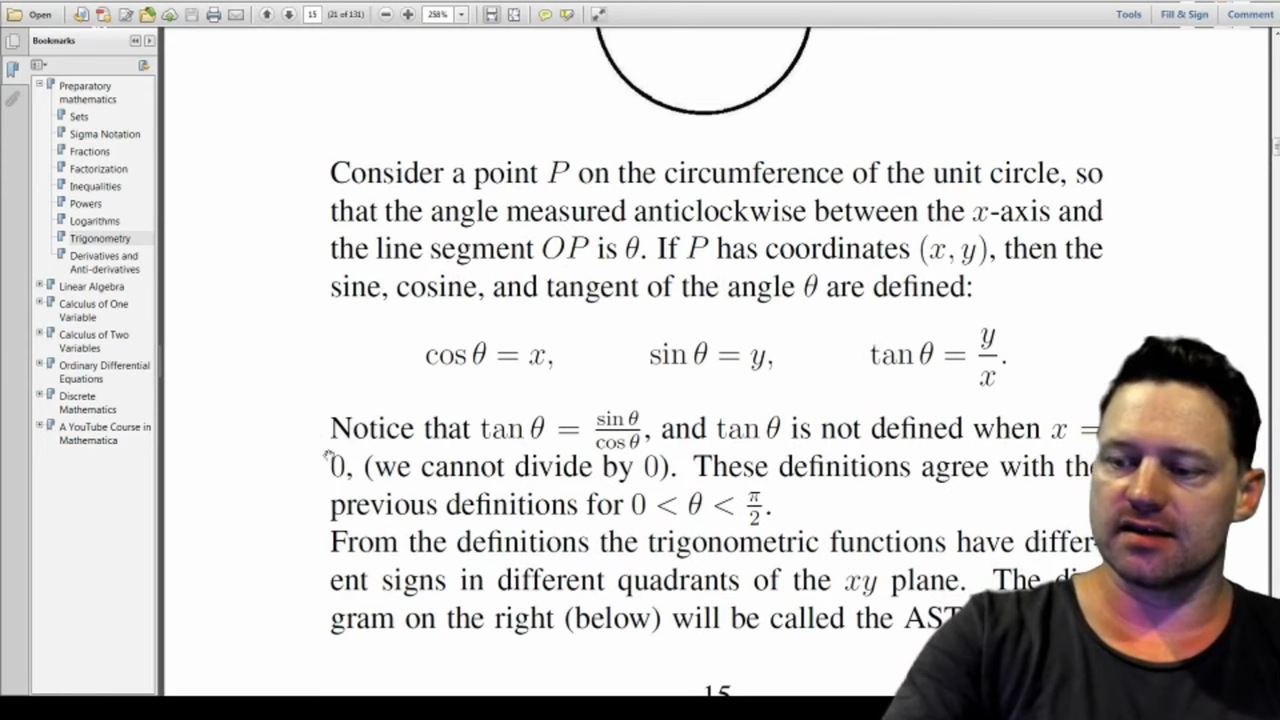 Open
15
(21 of 131)
258%
Tools
Fill & Sign
Comment
Bookmarks
Preparatory
mathematics
Sets
Sigma Notation
Fractions
Factorization
Inequalities
Powers
Logarithms
Trigonometry
Derivatives and
Anti-derivatives
Linear Algebra
Calculus of One
Variable
Calculus of Two
Variables
Ordinary Differential
Equations
Discrete
Mathematics
A YouTube Course in
Mathematica
Consider a point P on the circumference of the unit circle, so
that the angle measured anticlockwise between the x-axis and
the line segment OP is θ. If P has coordinates (x, y), then the
sine, cosine, and tangent of the angle θ are defined:
cos θ = x, sin θ = y, tan θ = y/x.
Notice that tan θ = sin θ/cos θ, and tan θ is not defined when x =
0, (we cannot divide by 0). These definitions agree with the
previous definitions for 0 < θ < π/2.
From the definitions the trigonometric functions have differ-
ent signs in different quadrants of the xy plane. The
gram on the right (below) will be called the
15